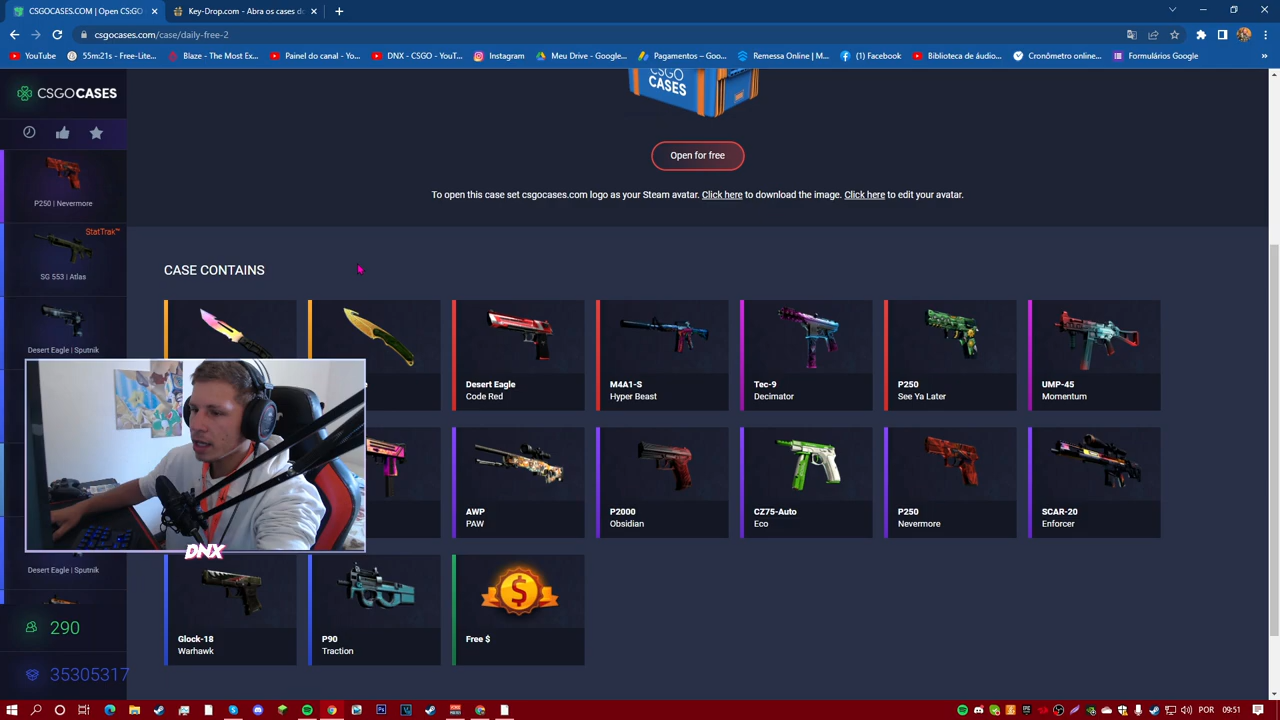 CSGOCASES.COM | Open CS:GO
Key-Drop.com - Abra os cases do
csgocases.com/case/daily-free-2
YouTube
55m:21s - Free-Lite...
Blaze - The Most Ex...
Painel do canal - Yo...
DNX - CSGO - YouT...
Instagram
Meu Drive - Google...
Pagamentos – Goo...
Remessa Online | M...
(1) Facebook
Biblioteca de áudio...
Cronômetro online...
Formulários Google
CSGOCASES
CSGO
CASES
Open for free
To open this case set csgocases.com logo as your Steam avatar. Click here to download the image. Click here to edit your avatar.
P250 | Nevermore
StatTrak™
SG 553 | Atlas
Desert Eagle | Sputnik
Desert Eagle | Sputnik
290
35305317
CASE CONTAINS
Desert Eagle
Code Red
M4A1-S
Hyper Beast
Tec-9
Decimator
P250
See Ya Later
UMP-45
Momentum
AWP
PAW
P2000
Obsidian
CZ75-Auto
Eco
P250
Nevermore
SCAR-20
Enforcer
DNX
Glock-18
Warhawk
P90
Traction
$
Free $
POR
09:51